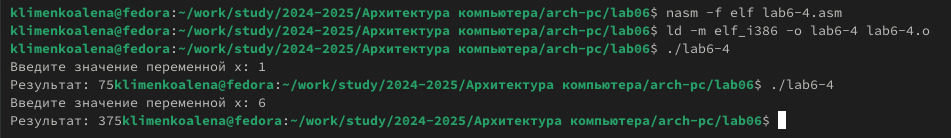 klimenkoalena@fedora:~/work/study/2024-2025/Архитектура компьютера/arch-pc/lab06$ nasm -f elf lab6-4.asm
klimenkoalena@fedora:~/work/study/2024-2025/Архитектура компьютера/arch-pc/lab06$ ld -m elf_i386 -o lab6-4 lab6-4.o
klimenkoalena@fedora:~/work/study/2024-2025/Архитектура компьютера/arch-pc/lab06$ ./lab6-4
Введите значение переменной x: 1
Результат: 75klimenkoalena@fedora:~/work/study/2024-2025/Архитектура компьютера/arch-pc/lab06$ ./lab6-4
Введите значение переменной x: 6
Результат: 375klimenkoalena@fedora:~/work/study/2024-2025/Архитектура компьютера/arch-pc/lab06$